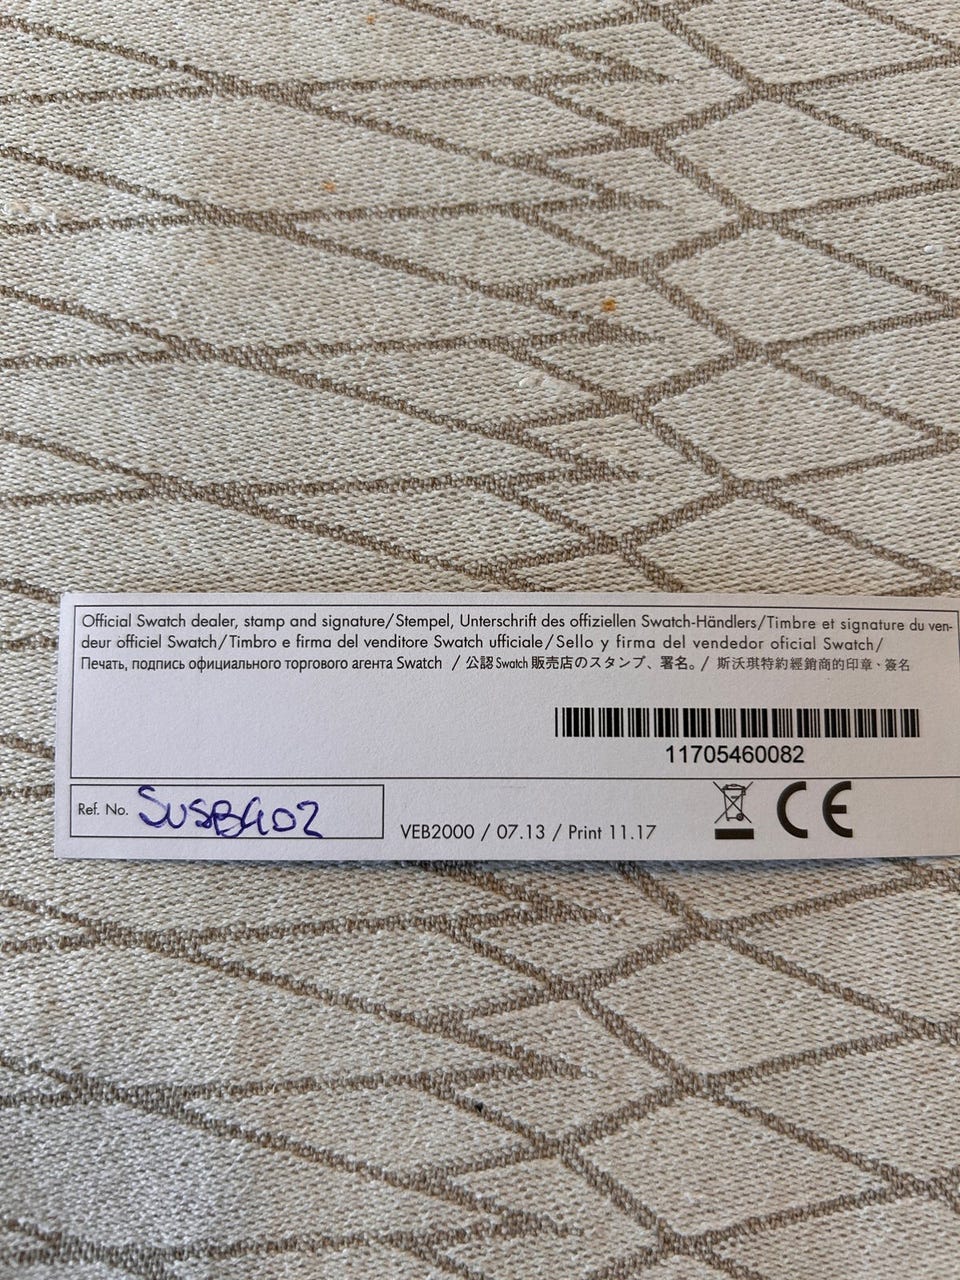 Official Swatch dealer, stamp and signature/Stempel, Unterschrift des offiziellen Swatch-Händlers/Timbre et signature du ven-
deur officiel Swatch/Timbro e firma del venditore Swatch ufficiale/Sello y firma del vendedor oficial Swatch/
Печать, подпись официального торгового агента Swatch / 公認 Swatch 販売店のスタンプ、署名。/ 斯沃琪特約經銷商的印章、簽名
11705460082
Ref. No. SUSB402
VEB2000 / 07.13 / Print 11.17
CE